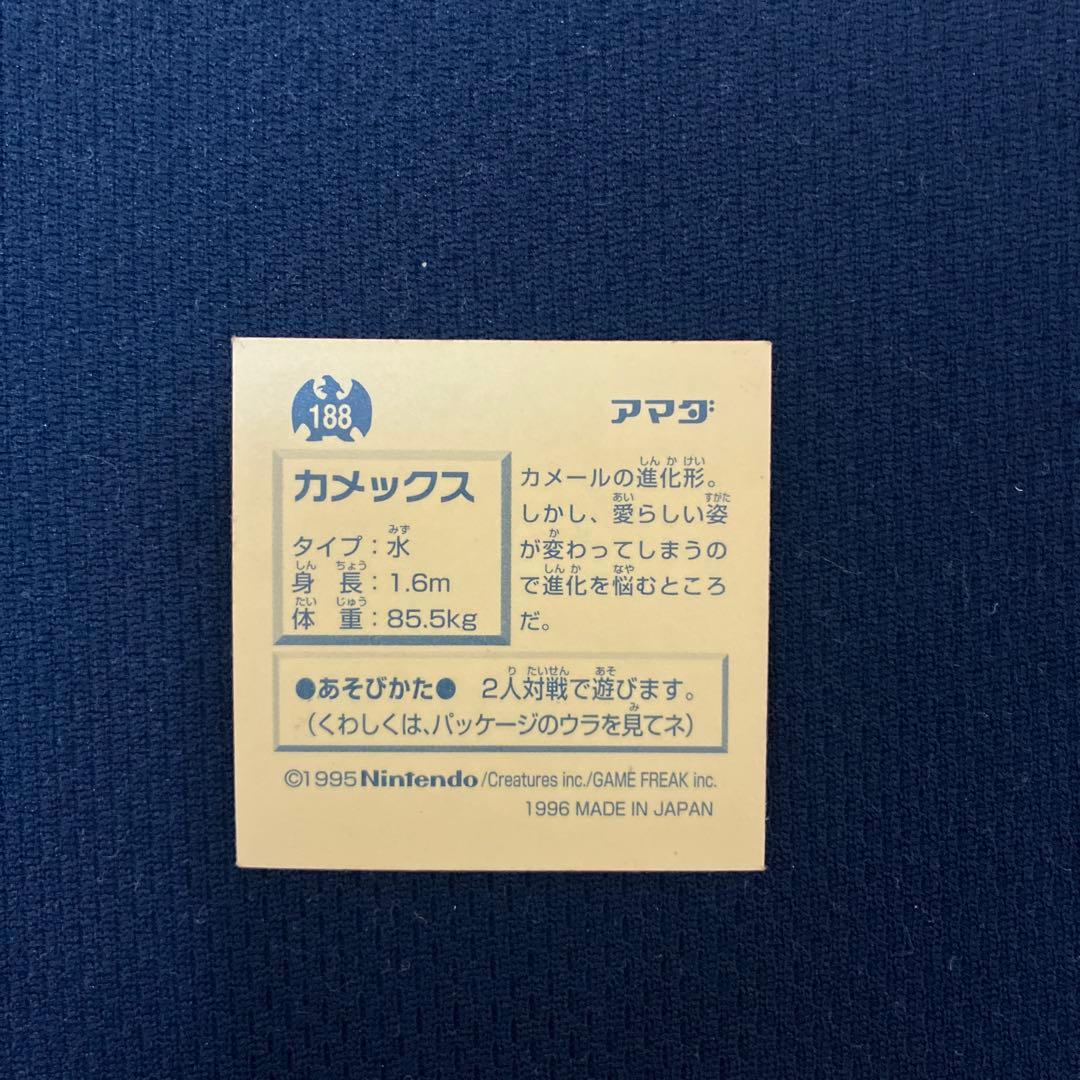 188
アマダ
カメックス
タイプ：水
身長：1.6m
体重：85.5kg
カメールの進化形。
しかし、愛らしい姿
が変わってしまうの
で進化を悩むところ
だ。
●あそびかた● 2人対戦で遊びます。
（くわしくは、パッケージのウラを見てネ）
©1995 Nintendo/Creatures inc./GAME FREAK inc.
1996 MADE IN JAPAN